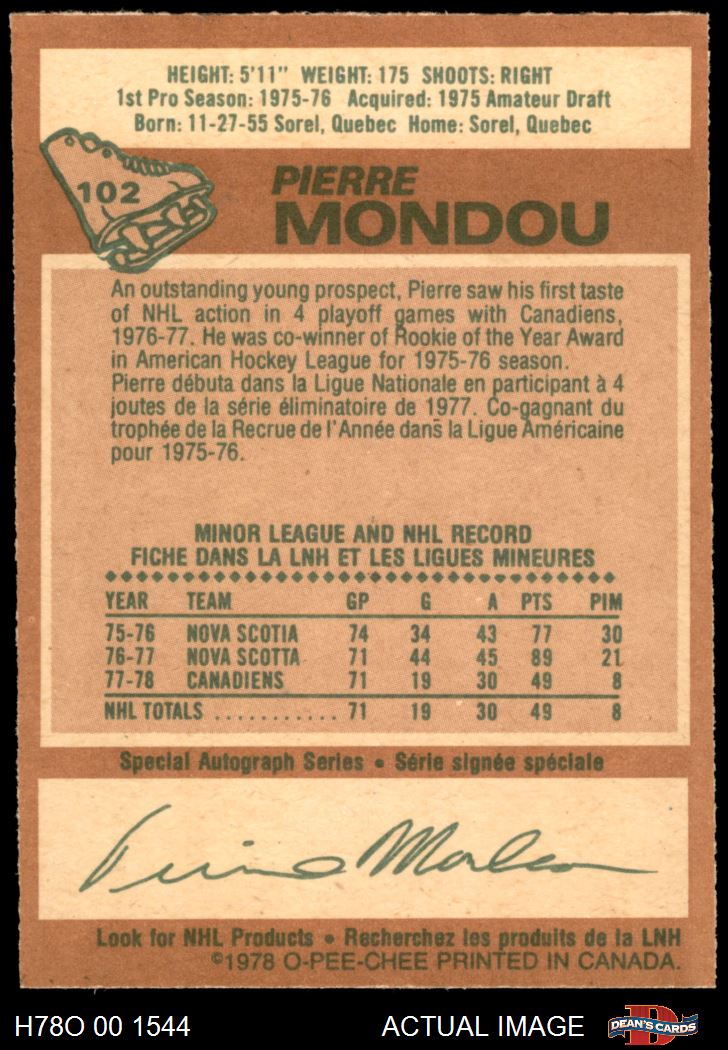 HEIGHT: 5'11" WEIGHT: 175 SHOOTS: RIGHT
1st Pro Season: 1975-76 Acquired: 1975 Amateur Draft
Born: 11-27-55 Sorel, Quebec Home: Sorel, Quebec
102
PIERRE
MONDOU
An outstanding young prospect, Pierre saw his first taste
of NHL action in 4 playoff games with Canadiens,
1976-77. He was co-winner of Rookie of the Year Award
in American Hockey League for 1975-76 season.
Pierre débuta dans la Ligue Nationale en participant à 4
joutes de la série éliminatoire de 1977. Co-gagnant du
trophée de la Recrue de l'Année dans la Ligue Américaine
pour 1975-76.
MINOR LEAGUE AND NHL RECORD
FICHE DANS LA LNH ET LES LIGUES MINEURES
YEAR TEAM GP G A PTS PIM
75-76 NOVA SCOTIA 74 34 43 77 30
76-77 NOVA SCOTTA 71 44 45 89 21
77-78 CANADIENS 71 19 30 49 8
NHL TOTALS ........... 71 19 30 49 8
Special Autograph Series • Série signée spéciale
Pierre Mondou
Look for NHL Products • Recherchez les produits de la LNH
©1978 O-PEE-CHEE PRINTED IN CANADA.
H78O 00 1544 ACTUAL IMAGE DEAN'S CARDS